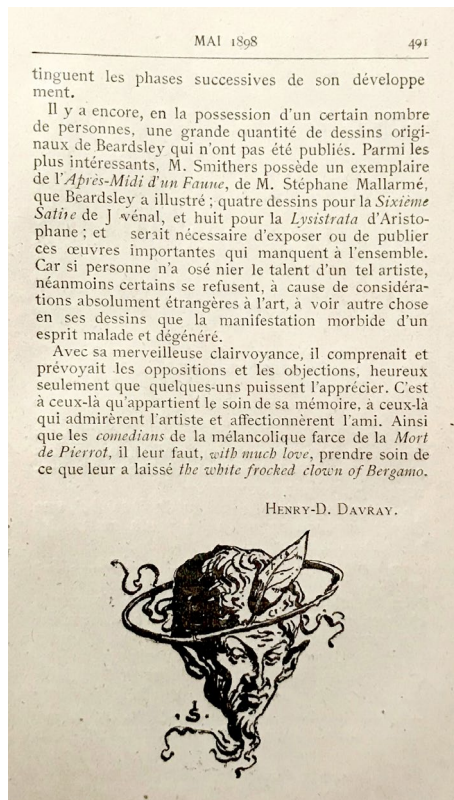 MAI 1898 491
tinguent les phases successives de son développe
ment.
Il y a encore, en la possession d'un certain nombre
de personnes, une grande quantité de dessins origi-
naux de Beardsley qui n'ont pas été publiés. Parmi les
plus intéressants, M. Smithers possède un exemplaire
de l'Après-Midi d'un Faune, de M. Stéphane Mallarmé,
que Beardsley a illustré ; quatre dessins pour la Sixième
Satire de J vénal, et huit pour la Lysistrata d'Aristo-
phane ; et serait nécessaire d'exposer ou de publier
ces œuvres importantes qui manquent à l'ensemble.
Car si personne n'a osé nier le talent d'un tel artiste,
néanmoins certains se refusent, à cause de considéra-
tions absolument étrangères à l'art, à voir autre chose
en ses dessins que la manifestation morbide d'un
esprit malade et dégénéré.
Avec sa merveilleuse clairvoyance, il comprenait et
prévoyait les oppositions et les objections, heureux
seulement que quelques-uns puissent l'apprécier. C'est
à ceux-là qu'appartient le soin de sa mémoire, à ceux-là
qui admirèrent l'artiste et affectionnèrent l'ami. Ainsi
que les comedians de la mélancolique farce de la Mort
de Pierrot, il leur faut, with much love, prendre soin de
ce que leur a laissé the white frocked clown of Bergamo.
HENRY-D. DAVRAY.